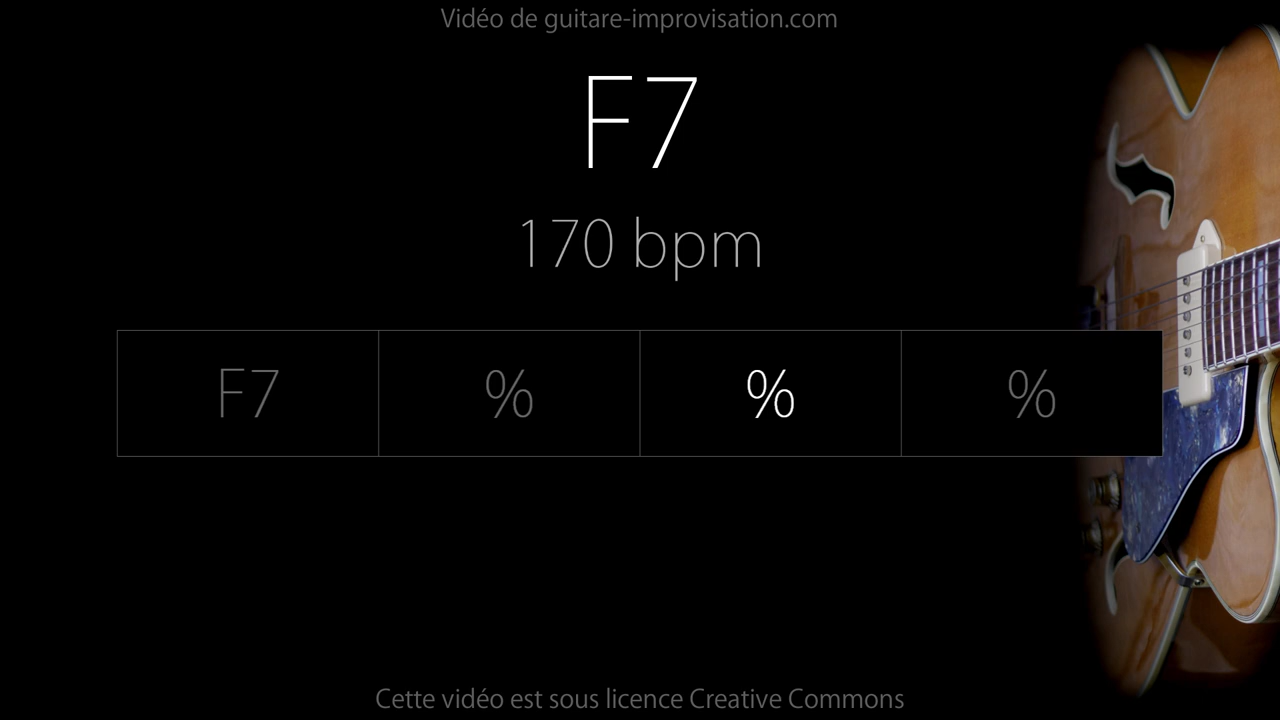 Vidéo de guitare-improvisation.com
F7
170 bpm
F7 % % %
Cette vidéo est sous licence Creative Commons